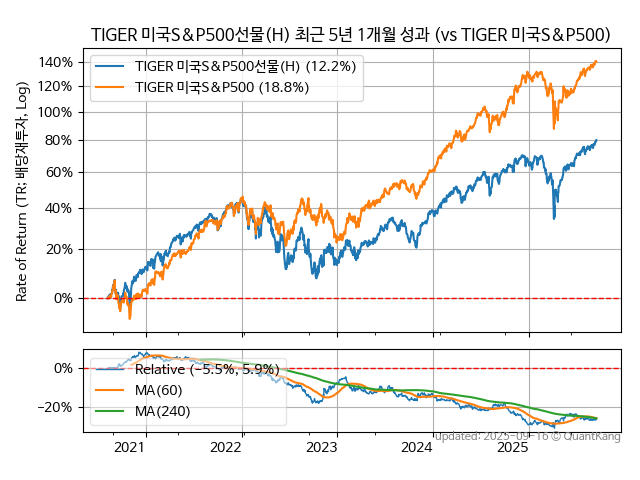 TIGER 미국S&P500선물(H) 최근 5년 1개월 성과 (vs TIGER 미국S&P500)
Rate of Return (TR: 배당재투자, Log)
140%
120%
100%
80%
60%
40%
20%
0%
TIGER 미국S&P500선물(H) (12.2%)
TIGER 미국S&P500 (18.8%)
0%
−20%
Relative (−5.5%, 5.9%)
MA(60)
MA(240)
Updated: 2025-09-16 © QuantKang
2021 2022 2023 2024 2025